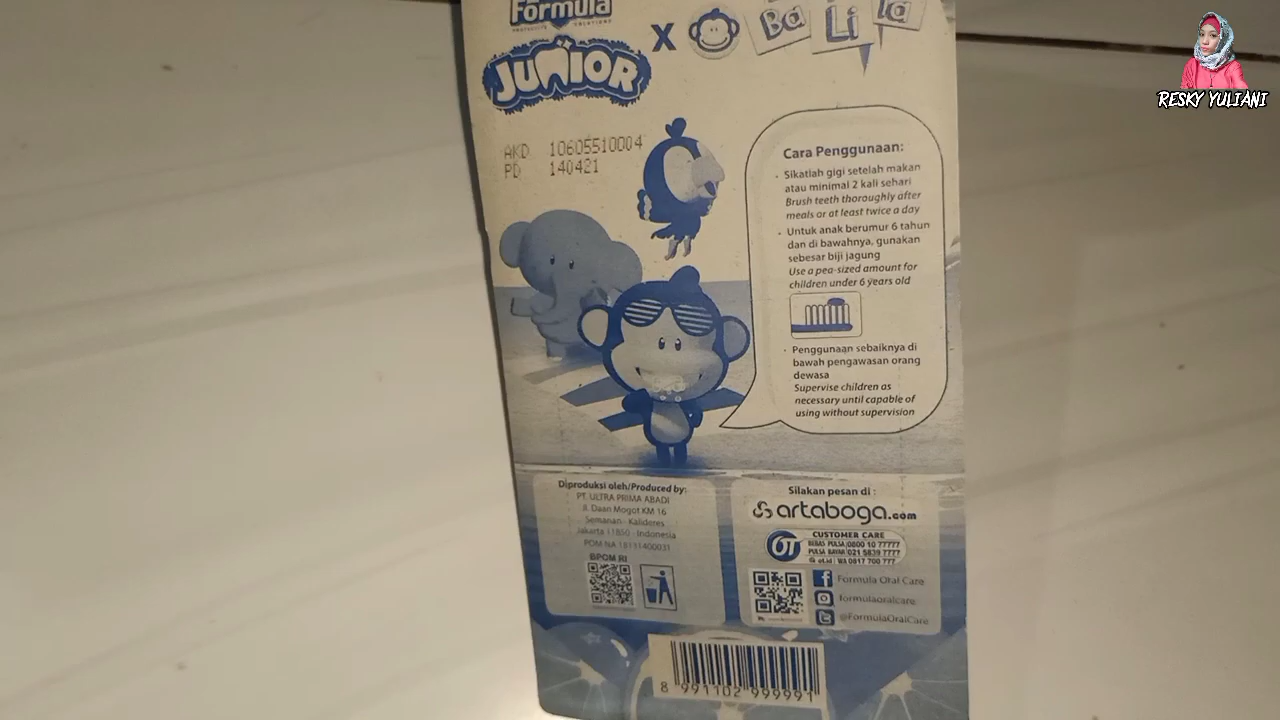 Formula
JUNIOR
X
Ba
Li
Ta
RESKY YULIANI
AKD 10605510004
PD 140421
Cara Penggunaan:
• Sikatlah gigi setelah makan
atau minimal 2 kali sehari
Brush teeth thoroughly after
meals or at least twice a day
• Untuk anak berumur 6 tahun
dan di bawahnya, gunakan
sebesar biji jagung
Use a pea-sized amount for
children under 6 years old
• Penggunaan sebaiknya di
bawah pengawasan orang
dewasa
Supervise children as
necessary until capable of
using without supervision
Diproduksi oleh/Produced by:
PT. ULTRA PRIMA ABADI
Jl. Daan Mogot KM 16
Semanan - Kalideres
Jakarta 11850 - Indonesia
POM NA 18131400031
BPOM RI
Silakan pesan di :
artaboga.com
OT
CUSTOMER CARE
BEBAS PULSA 0800 10 77777
PULSA BAYAR 021 5839 7777
WA 0817 700 777
Formula Oral Care
formulaoralcare
@FormulaOralCare
8 991102 999991